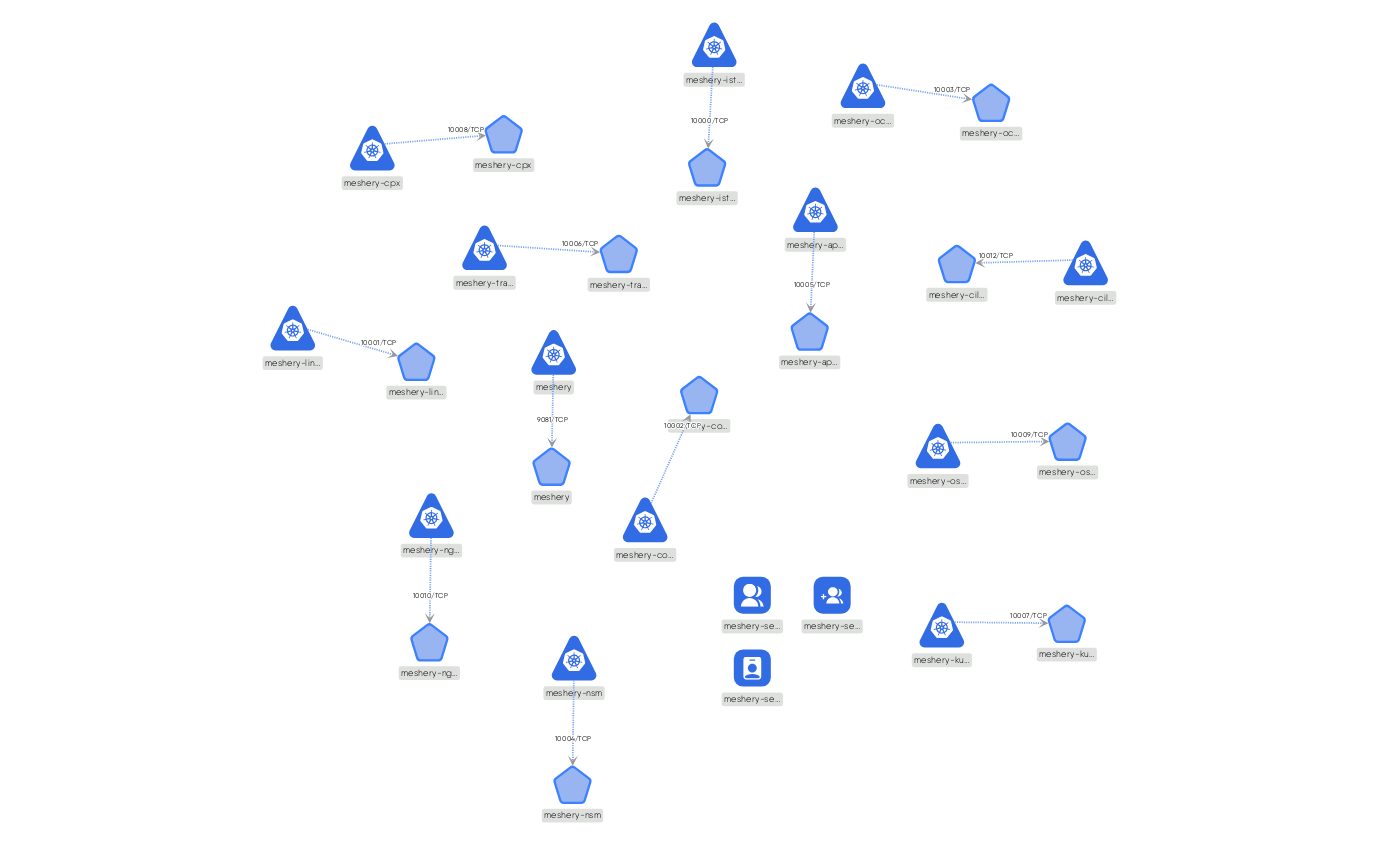 meshery-ist...
10000/TCP
meshery-ist...
meshery-oc...
10003/TCP
meshery-oc...
meshery-cpx
10008/TCP
meshery-cpx
meshery-tra...
10006/TCP
meshery-tra...
meshery-ap...
10005/TCP
meshery-ap...
10012/TCP
meshery-cil...
meshery-cil...
meshery-lin...
10001/TCP
meshery-lin...
meshery
9081/TCP
meshery
10002/TCP
y-co...
meshery-co...
meshery-os...
10009/TCP
meshery-os...
meshery-ng...
10010/TCP
meshery-ng...
meshery-se...
meshery-se...
meshery-se...
meshery-ku...
10007/TCP
meshery-ku...
meshery-nsm
10004/TCP
meshery-nsm